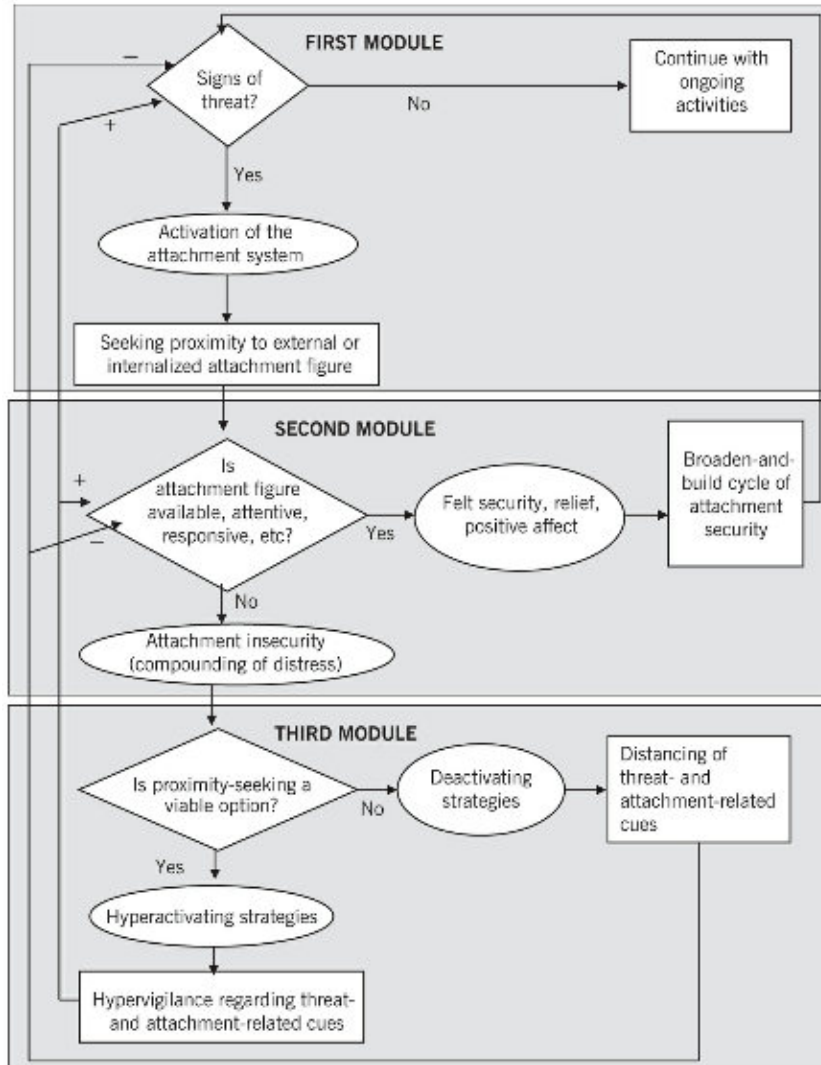 FIRST MODULE
−
Signs of
threat?
No
Continue with
ongoing
activities
+
Yes
Activation of the
attachment system
Seeking proximity to external or
internalized attachment figure
SECOND MODULE
Is
attachment figure
available, attentive,
responsive, etc?
+
−
Yes
Felt security, relief,
positive affect
Broaden-and-
build cycle of
attachment
security
No
Attachment insecurity
(compounding of distress)
THIRD MODULE
Is proximity-seeking a
viable option?
No
Deactivating
strategies
Distancing of
threat- and
attachment-related
cues
Yes
Hyperactivating strategies
Hypervigilance regarding threat-
and attachment-related cues